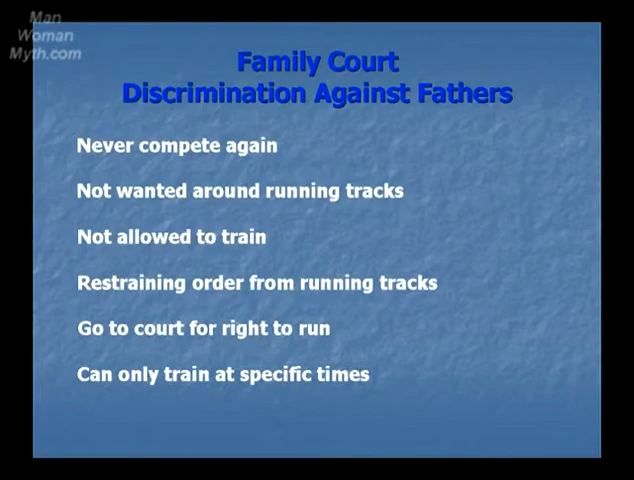 Man
Woman
Myth.com
Family Court
Discrimination Against Fathers
Never compete again
Not wanted around running tracks
Not allowed to train
Restraining order from running tracks
Go to court for right to run
Can only train at specific times